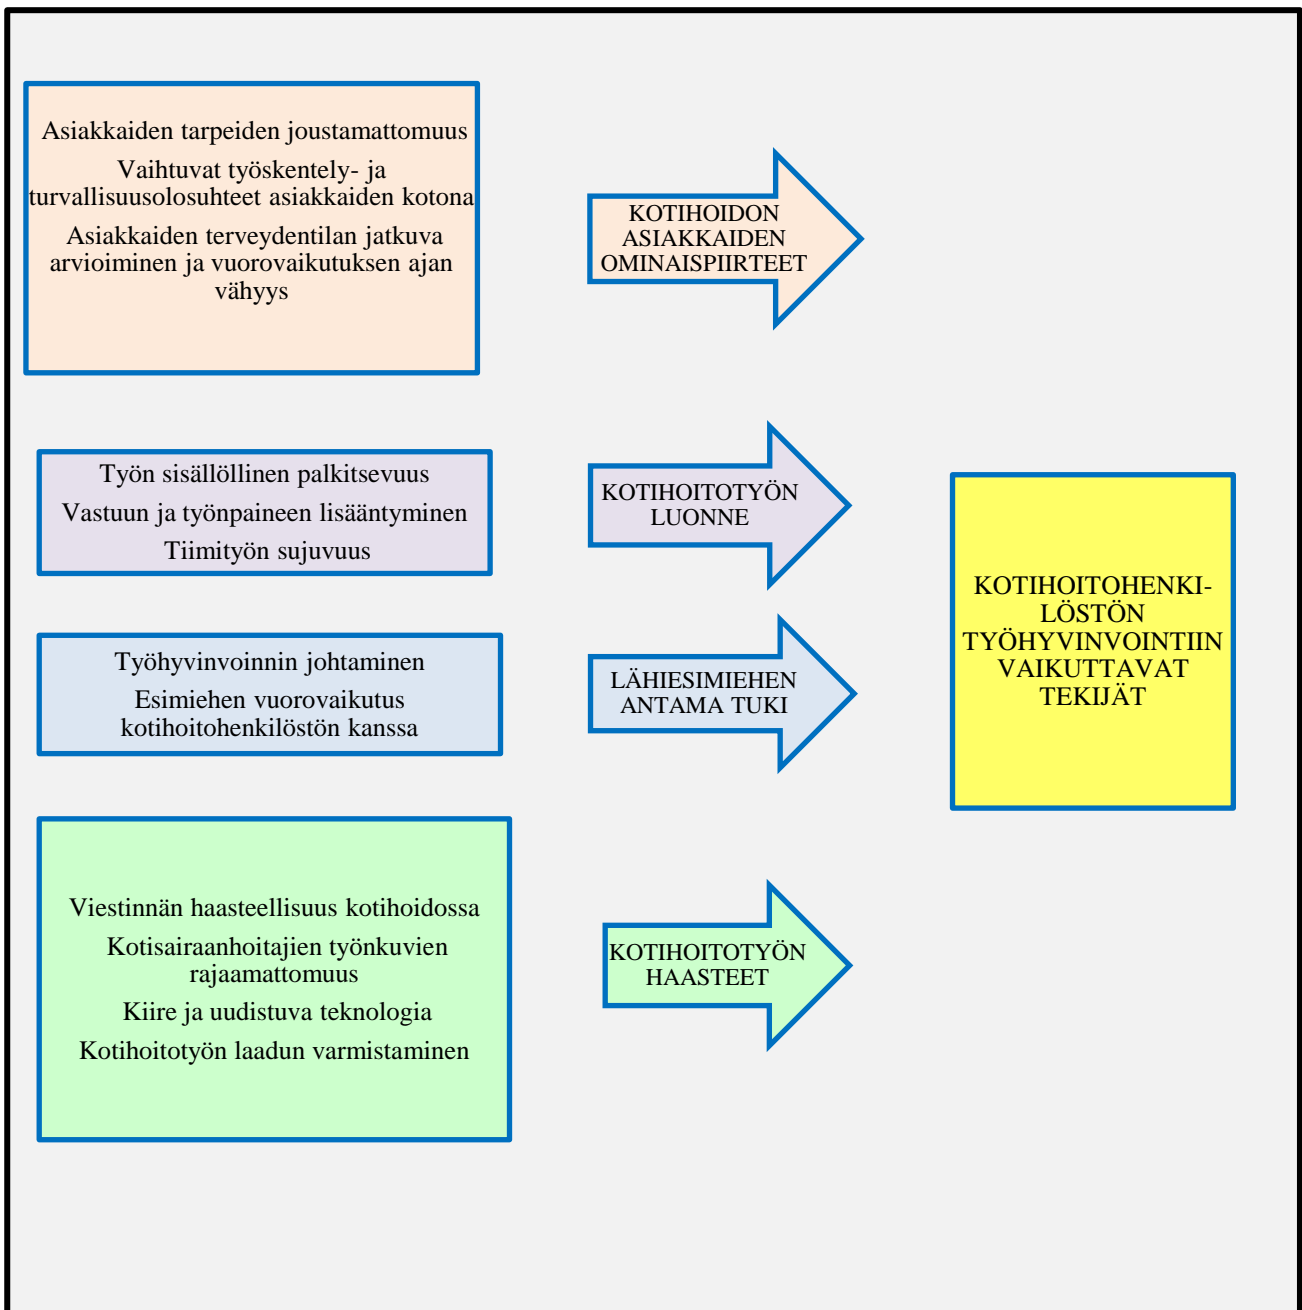 Asiakkaiden tarpeiden joustamattomuus
Vaihtuvat työskentely- ja
turvallisuusolosuhteet asiakkaiden kotona
Asiakkaiden terveydentilan jatkuva
arvioiminen ja vuorovaikutuksen ajan
vähyys
KOTIHOIDON
ASIAKKAIDEN
OMINAISPIIRTEET
Työn sisällöllinen palkitsevuus
Vastuun ja työnpaineen lisääntyminen
Tiimityön sujuvuus
KOTIHOITOTYÖN
LUONNE
Työhyvinvoinnin johtaminen
Esimiehen vuorovaikutus
kotihoitohenkilöstön kanssa
LÄHIESIMIEHEN
ANTAMA TUKI
Viestinnän haasteellisuus kotihoidossa
Kotisairaanhoitajien työnkuvien
rajaamattomuus
Kiire ja uudistuva teknologia
Kotihoitotyön laadun varmistaminen
KOTIHOITOTYÖN
HAASTEET
KOTIHOITOHENKI-
LÖSTÖN
TYÖHYVINVOINTIIN
VAIKUTTAVAT
TEKIJÄT